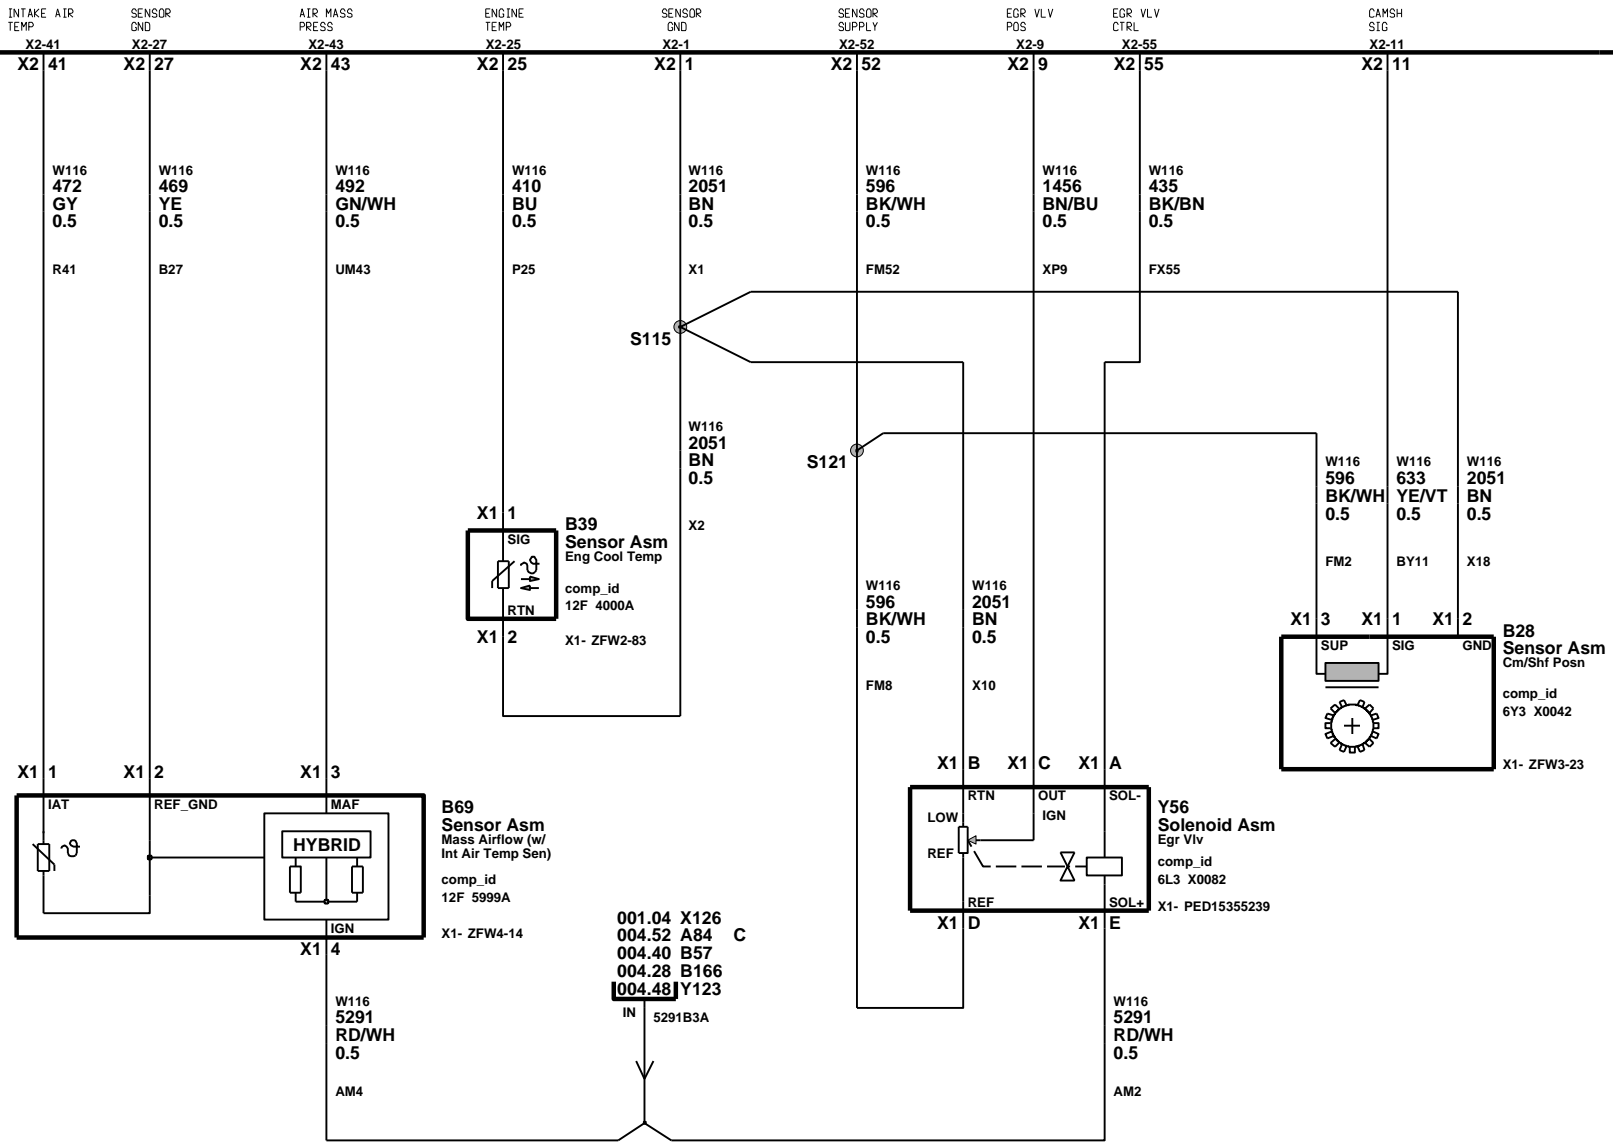 INTAKE AIR TEMP
SENSOR GND
AIR MASS PRESS
ENGINE TEMP
SENSOR GND
SENSOR SUPPLY
EGR VLV POS
EGR VLV CTRL
CAMSH SIG
X2-41 X2-27 X2-43 X2-25 X2-1 X2-52 X2-9 X2-55 X2-11
X2 41 X2 27 X2 43 X2 25 X2 1 X2 52 X2 9 X2 55 X2 11
W116 W116 W116 W116 W116 W116 W116 W116
472 469 492 410 2051 596 1456 435
GY YE GN/WH BU BN BK/WH BN/BU BK/BN
0.5 0.5 0.5 0.5 0.5 0.5 0.5 0.5
R41 B27 UM43 P25 X1 FM52 XP9 FX55
S115
W116
2051
BN
0.5
X2
S121
W116 W116 W116
596 633 2051
BK/WH YE/VT BN
0.5 0.5 0.5
FM2 BY11 X18
X1 1
SIG
RTN
X1 2
B39
Sensor Asm
Eng Cool Temp
comp_id
12F 4000A
X1- ZFW2-83
W116 W116
596 2051
BK/WH BN
0.5 0.5
FM8 X10
X1 3 X1 1 X1 2
SUP SIG GND
B28
Sensor Asm
Cm/Shf Posn
comp_id
6Y3 X0042
X1- ZFW3-23
X1 1 X1 2 X1 3
IAT REF_GND MAF
HYBRID
IGN
X1 4
B69
Sensor Asm
Mass Airflow (w/
Int Air Temp Sen)
comp_id
12F 5999A
X1- ZFW4-14
X1 B X1 C X1 A
RTN OUT SOL-
LOW IGN
REF
REF SOL+
X1 D X1 E
Y56
Solenoid Asm
Egr Vlv
comp_id
6L3 X0082
X1- PED15355239
001.04 X126
004.52 A84 C
004.40 B57
004.28 B166
004.48 Y123
IN 5291B3A
W116
5291
RD/WH
0.5
AM4
W116
5291
RD/WH
0.5
AM2